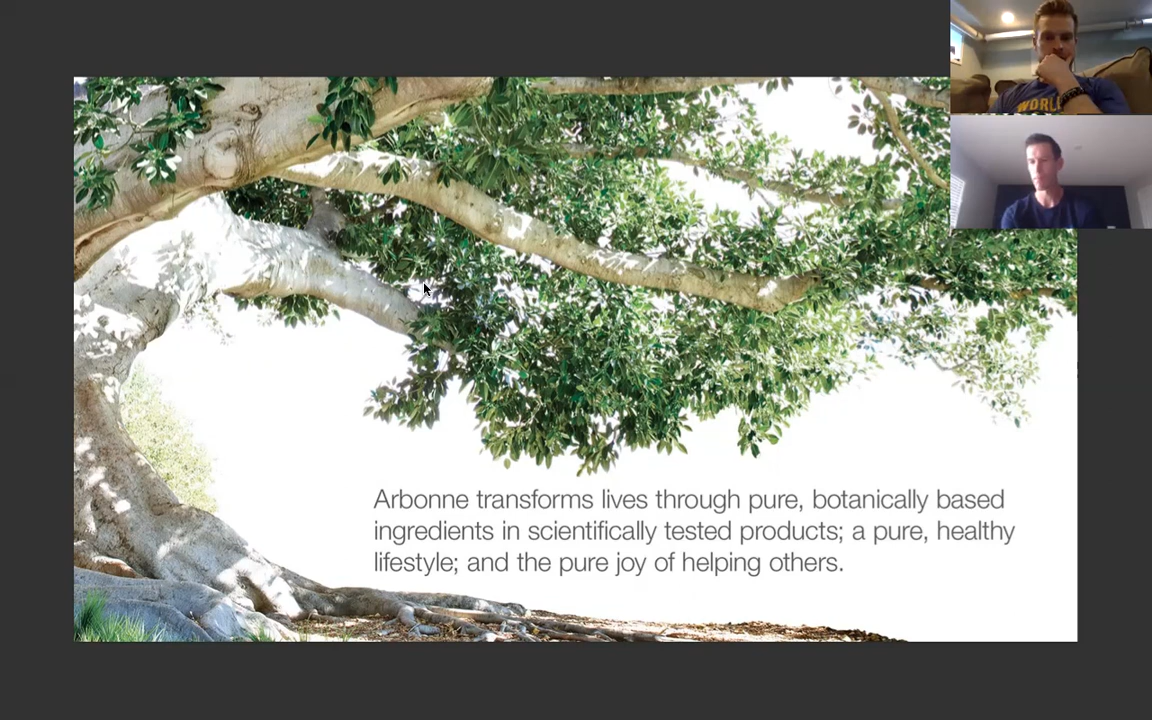 WORLD
Arbonne transforms lives through pure, botanically based
ingredients in scientifically tested products; a pure, healthy
lifestyle; and the pure joy of helping others.